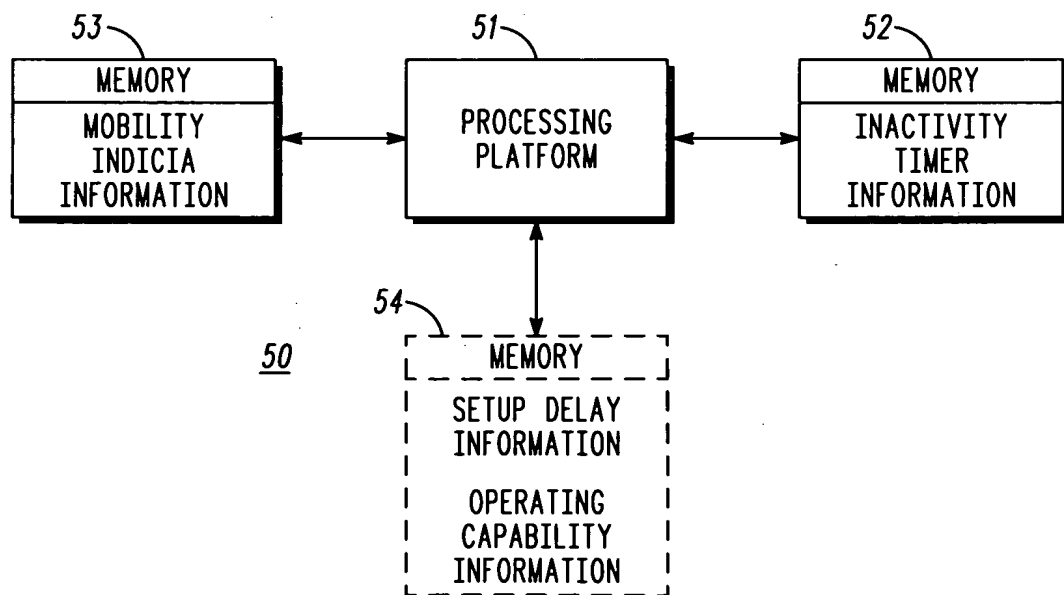 53
MEMORY
MOBILITY
INDICIA
INFORMATION
51
PROCESSING
PLATFORM
52
MEMORY
INACTIVITY
TIMER
INFORMATION
50
54
MEMORY
SETUP DELAY
INFORMATION
OPERATING
CAPABILITY
INFORMATION